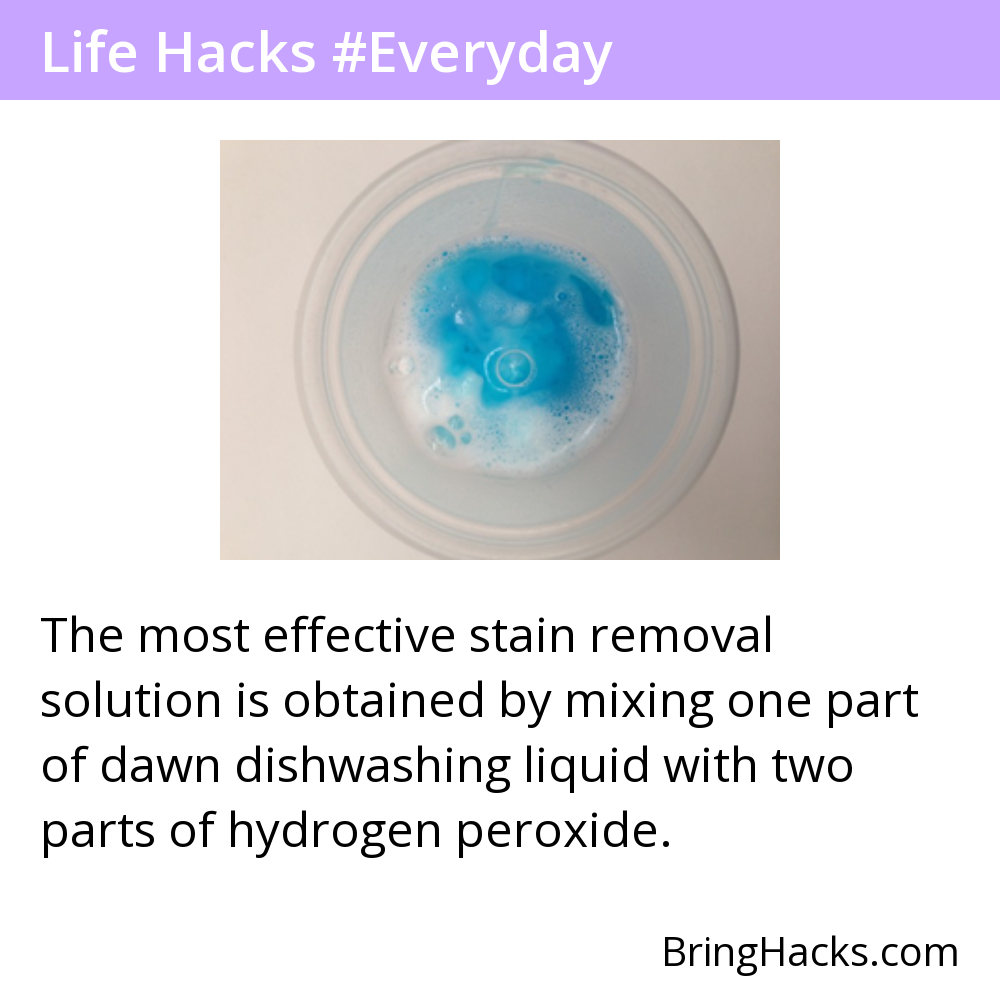 Life Hacks #Everyday
The most effective stain removal
solution is obtained by mixing one part
of dawn dishwashing liquid with two
parts of hydrogen peroxide.
BringHacks.com